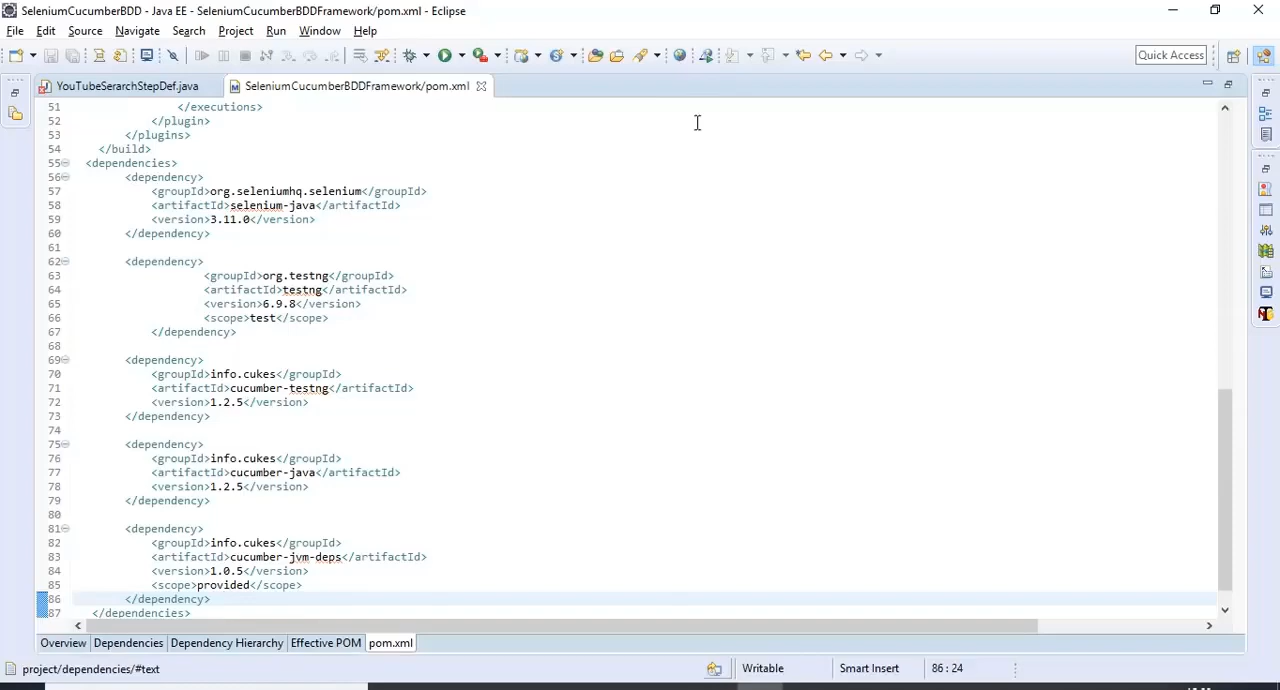 SeleniumCucumberBDD - Java EE - SeleniumCucumberBDDFramework/pom.xml - Eclipse
File Edit Source Navigate Search Project Run Window Help
Quick Access
YouTubeSerarchStepDef.java SeleniumCucumberBDDFramework/pom.xml
51 </executions>
52 </plugin>
53 </plugins>
54 </build>
55 <dependencies>
56 <dependency>
57 <groupId>org.seleniumhq.selenium</groupId>
58 <artifactId>selenium-java</artifactId>
59 <version>3.11.0</version>
60 </dependency>
61
62 <dependency>
63 <groupId>org.testng</groupId>
64 <artifactId>testng</artifactId>
65 <version>6.9.8</version>
66 <scope>test</scope>
67 </dependency>
68
69 <dependency>
70 <groupId>info.cukes</groupId>
71 <artifactId>cucumber-testng</artifactId>
72 <version>1.2.5</version>
73 </dependency>
74
75 <dependency>
76 <groupId>info.cukes</groupId>
77 <artifactId>cucumber-java</artifactId>
78 <version>1.2.5</version>
79 </dependency>
80
81 <dependency>
82 <groupId>info.cukes</groupId>
83 <artifactId>cucumber-jvm-deps</artifactId>
84 <version>1.0.5</version>
85 <scope>provided</scope>
86 </dependency>
87 </dependencies>
Overview Dependencies Dependency Hierarchy Effective POM pom.xml
project/dependencies/#text Writable Smart Insert 86 : 24